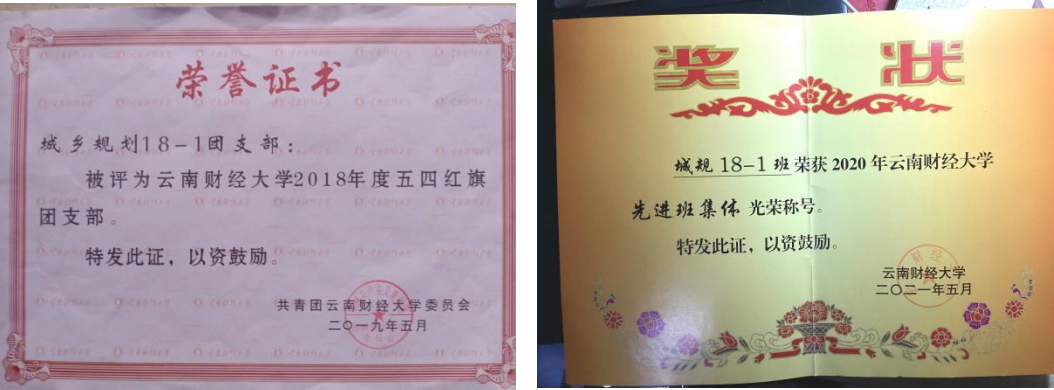 荣誉证书
城乡规划18-1团支部：
被评为云南财经大学2018年度五四红旗
团支部。
特发此证，以资鼓励。
共青团云南财经大学委员会
二〇一九年五月
奖状
城规 18-1 班荣获 2020 年云南财经大学
先进班集体 光荣称号。
特发此证，以资鼓励。
云南财经大学
二〇二一年五月